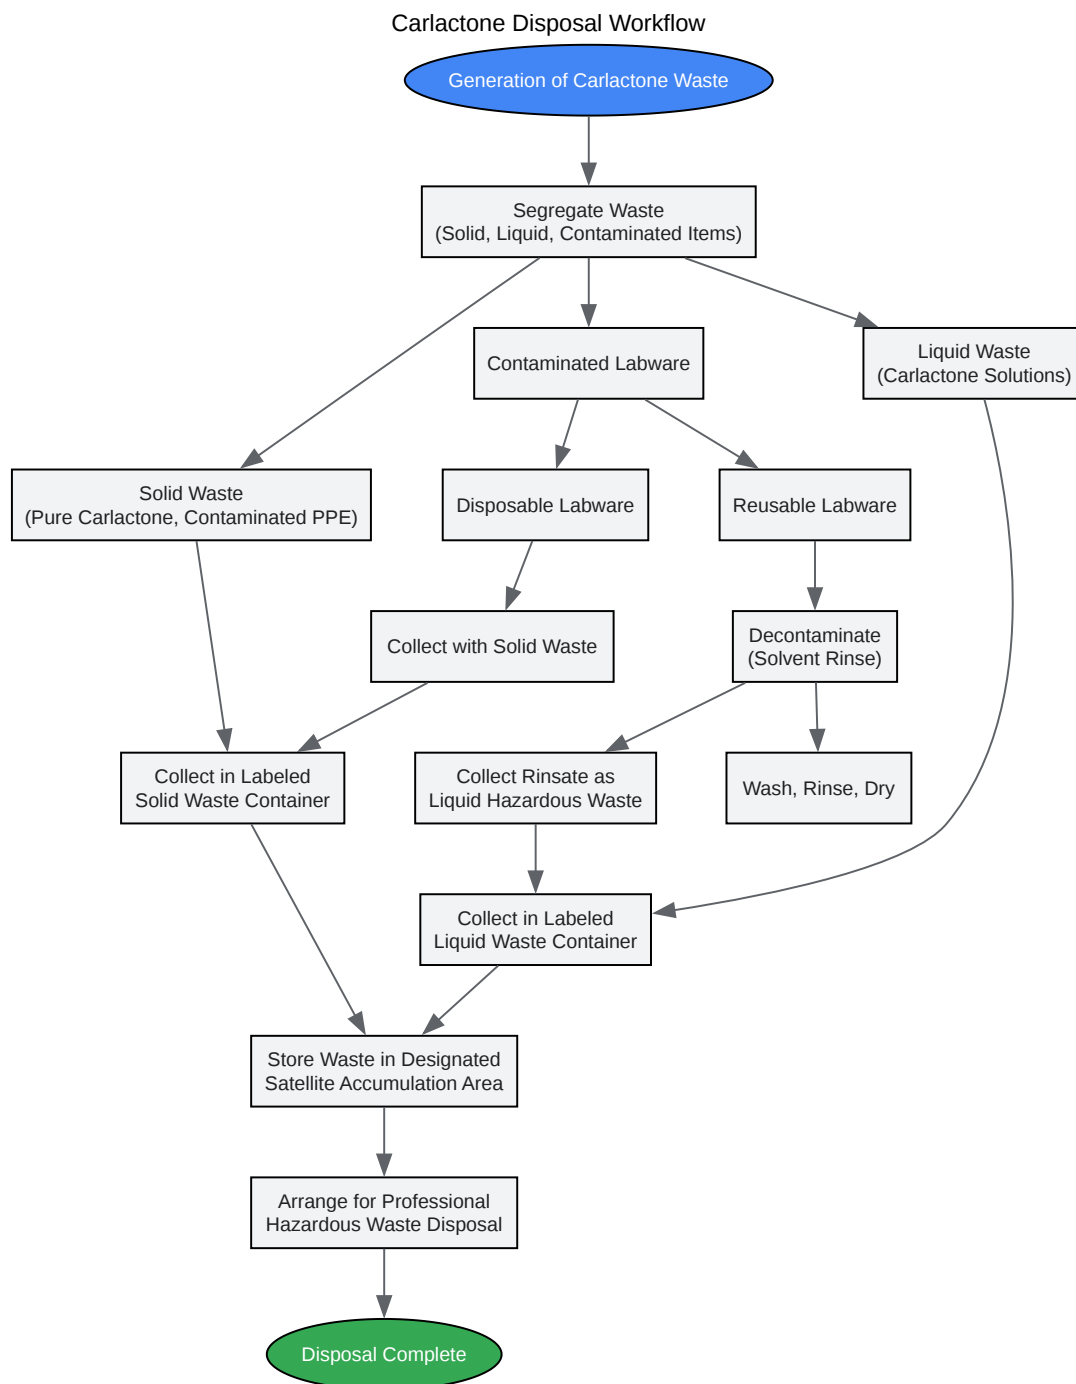 Carlactone Disposal Workflow
Generation of Carlactone Waste
Segregate Waste
(Solid, Liquid, Contaminated Items)
Contaminated Labware
Liquid Waste
(Carlactone Solutions)
Solid Waste
(Pure Carlactone, Contaminated PPE)
Disposable Labware
Reusable Labware
Collect with Solid Waste
Decontaminate
(Solvent Rinse)
Collect in Labeled
Solid Waste Container
Collect Rinsate as
Liquid Hazardous Waste
Wash, Rinse, Dry
Collect in Labeled
Liquid Waste Container
Store Waste in Designated
Satellite Accumulation Area
Arrange for Professional
Hazardous Waste Disposal
Disposal Complete